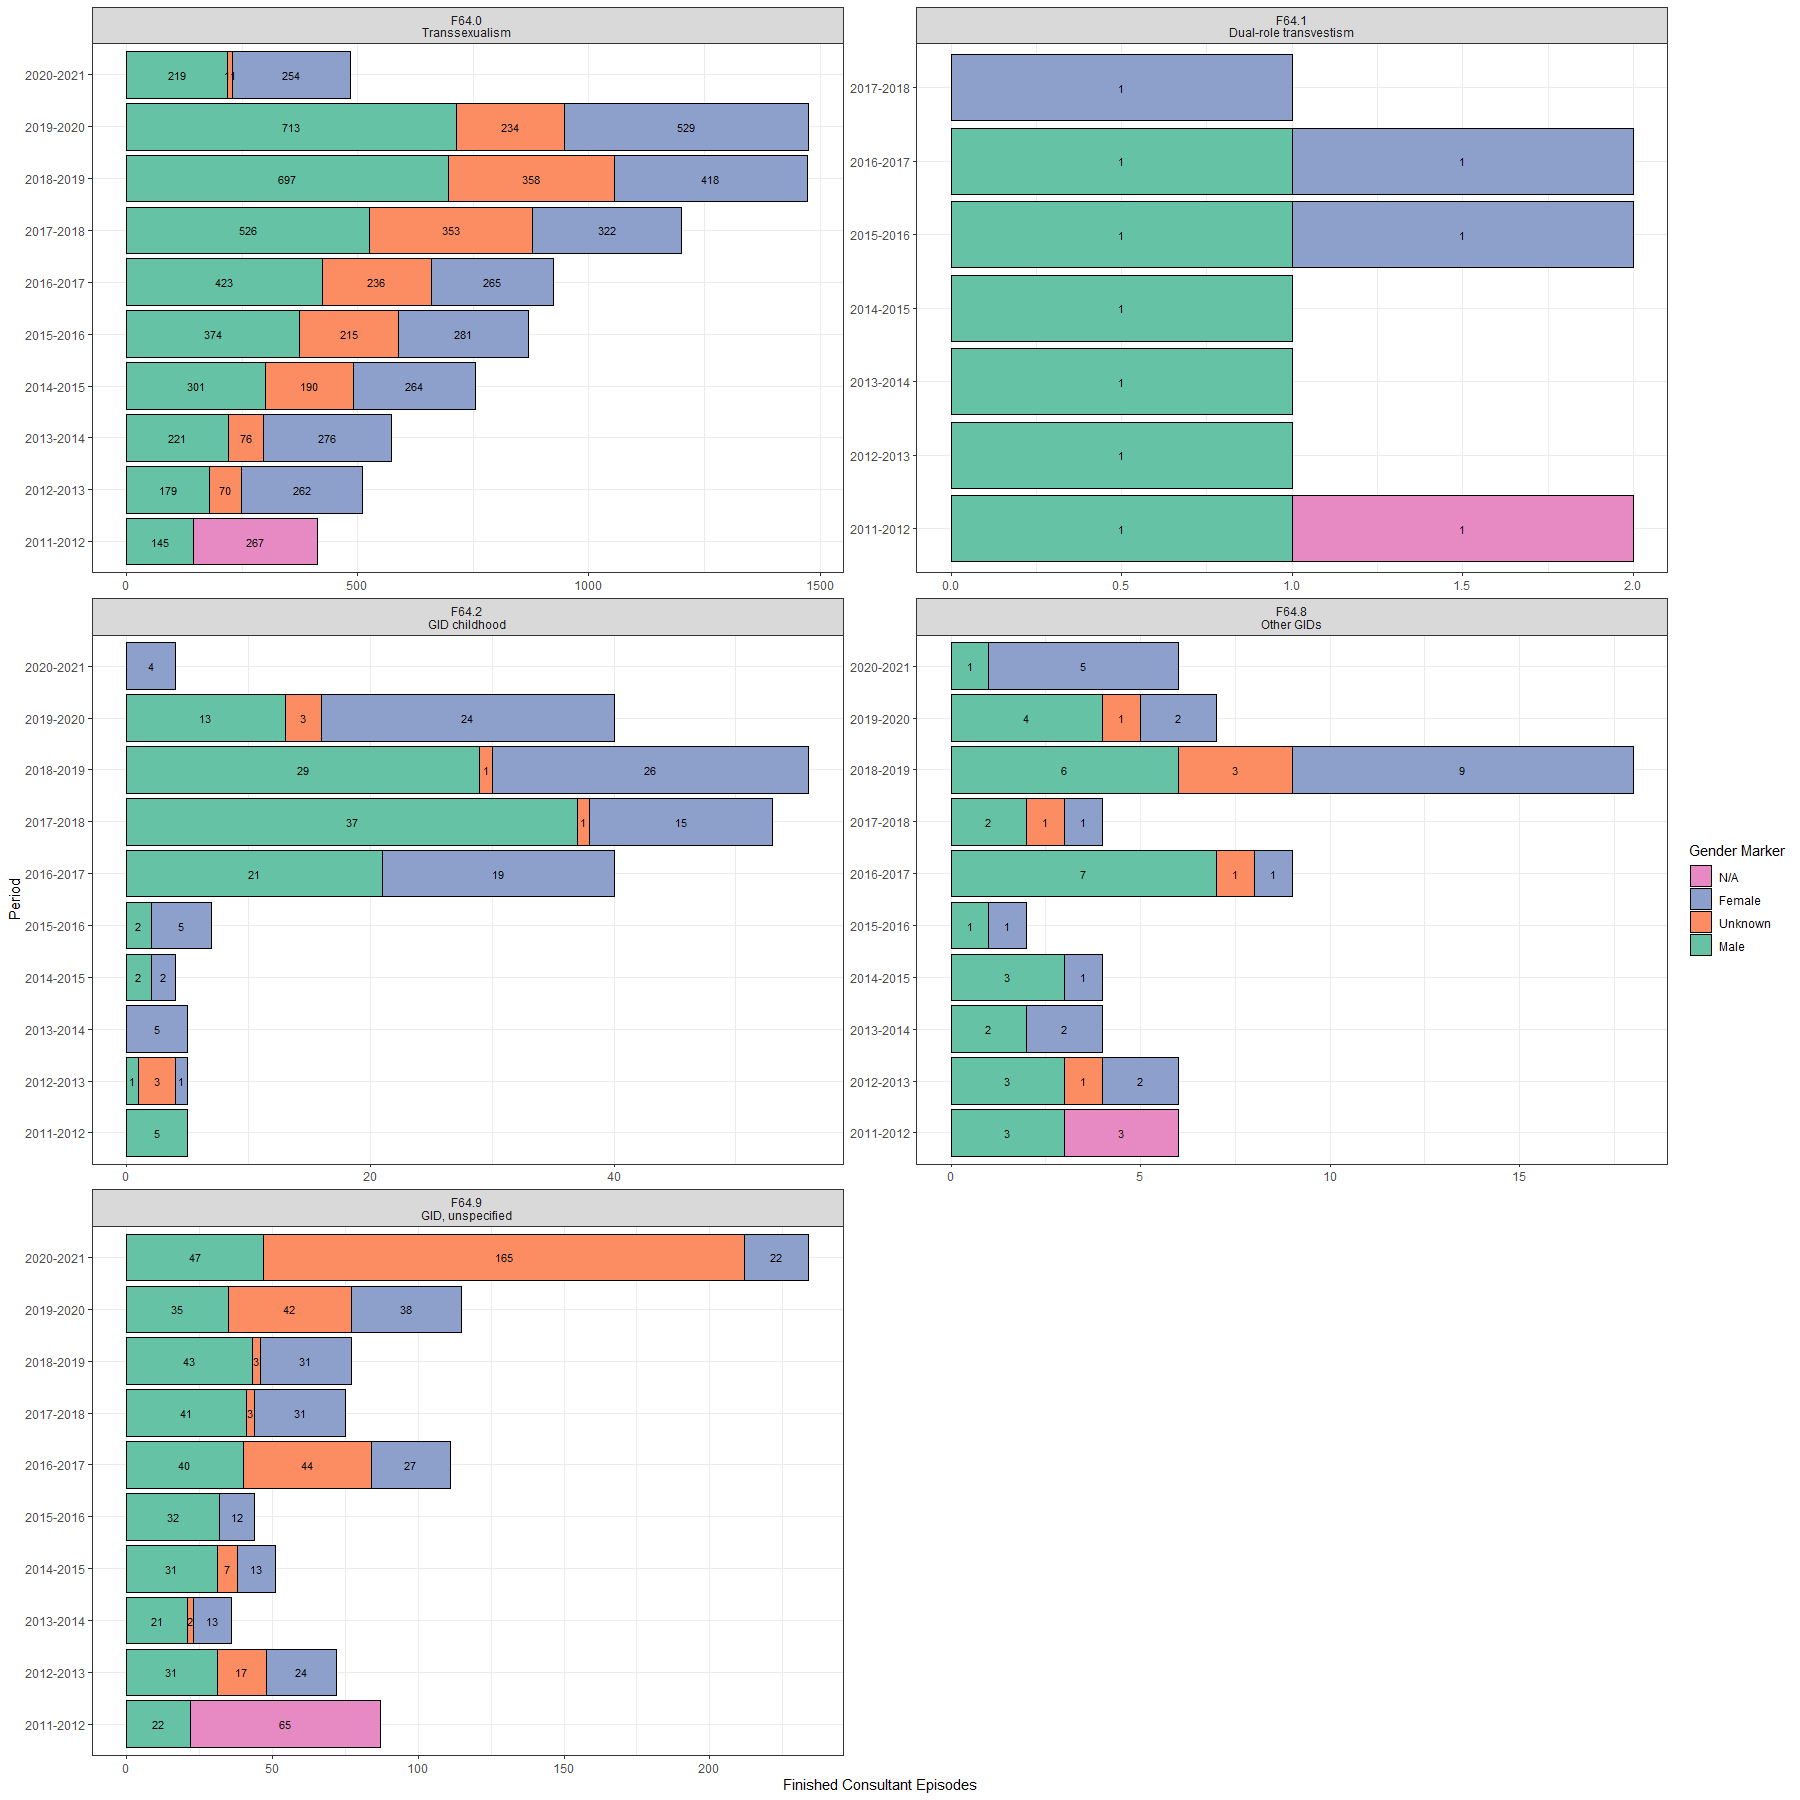 F64.0
Transsexualism
2020-2021 219 11 254
2019-2020 713 234 529
2018-2019 697 358 418
2017-2018 526 353 322
2016-2017 423 236 265
2015-2016 374 215 281
2014-2015 301 190 264
2013-2014 221 76 276
2012-2013 179 70 262
2011-2012 145 267
0 500 1000 1500
F64.1
Dual-role transvestism
2017-2018 1
2016-2017 1 1
2015-2016 1 1
2014-2015 1
2013-2014 1
2012-2013 1
2011-2012 1 1
0.0 0.5 1.0 1.5 2.0
F64.2
GID childhood
2020-2021 4
2019-2020 13 3 24
2018-2019 29 1 26
2017-2018 37 1 15
2016-2017 21 19
2015-2016 2 5
2014-2015 2 2
2013-2014 5
2012-2013 1 3 1
2011-2012 5
0 20 40
F64.8
Other GIDs
2020-2021 1 5
2019-2020 4 1 2
2018-2019 6 3 9
2017-2018 2 1 1
2016-2017 7 1 1
2015-2016 1 1
2014-2015 3 1
2013-2014 2 2
2012-2013 3 1 2
2011-2012 3 3
0 5 10 15
F64.9
GID, unspecified
2020-2021 47 165 22
2019-2020 35 42 38
2018-2019 43 3 31
2017-2018 41 3 31
2016-2017 40 44 27
2015-2016 32 12
2014-2015 31 7 13
2013-2014 21 2 13
2012-2013 31 17 24
2011-2012 22 65
0 50 100 150 200
Finished Consultant Episodes
Period
Gender Marker
N/A
Female
Unknown
Male